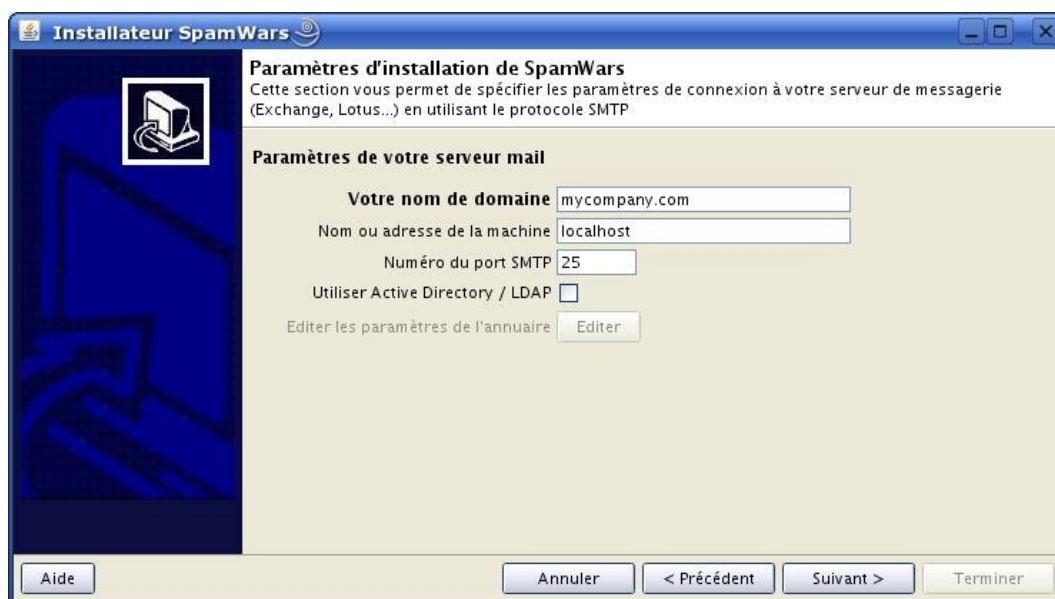 Installateur SpamWars
Paramètres d'installation de SpamWars
Cette section vous permet de spécifier les paramètres de connexion à votre serveur de messagerie
(Exchange, Lotus...) en utilisant le protocole SMTP
Paramètres de votre serveur mail
Votre nom de domaine mycompany.com
Nom ou adresse de la machine localhost
Numéro du port SMTP 25
Utiliser Active Directory / LDAP
Editer les paramètres de l'annuaire Editer
Aide Annuler < Précédent Suivant > Terminer